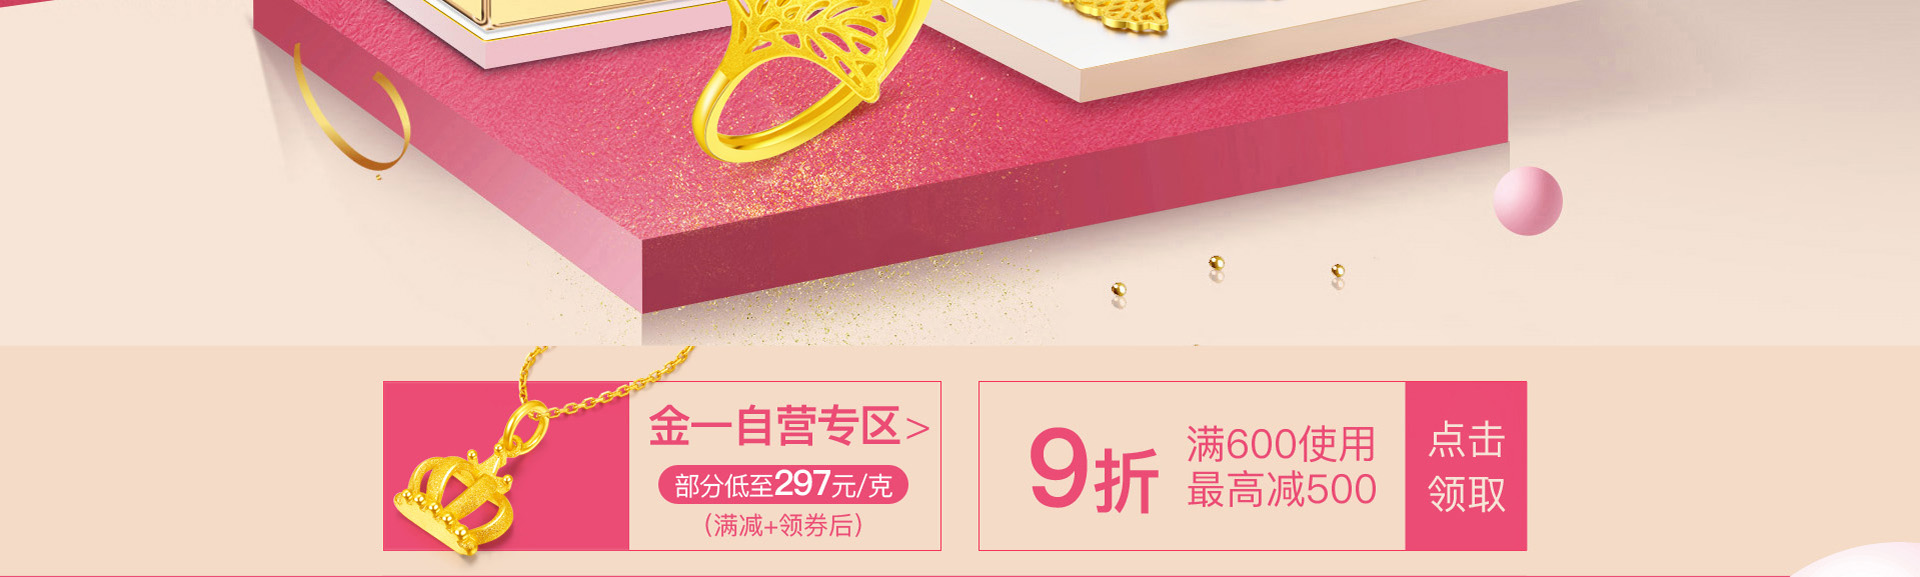 金一自营专区>
部分低至297元/克
（满减+领券后）
9折
满600使用
最高减500
点击
领取